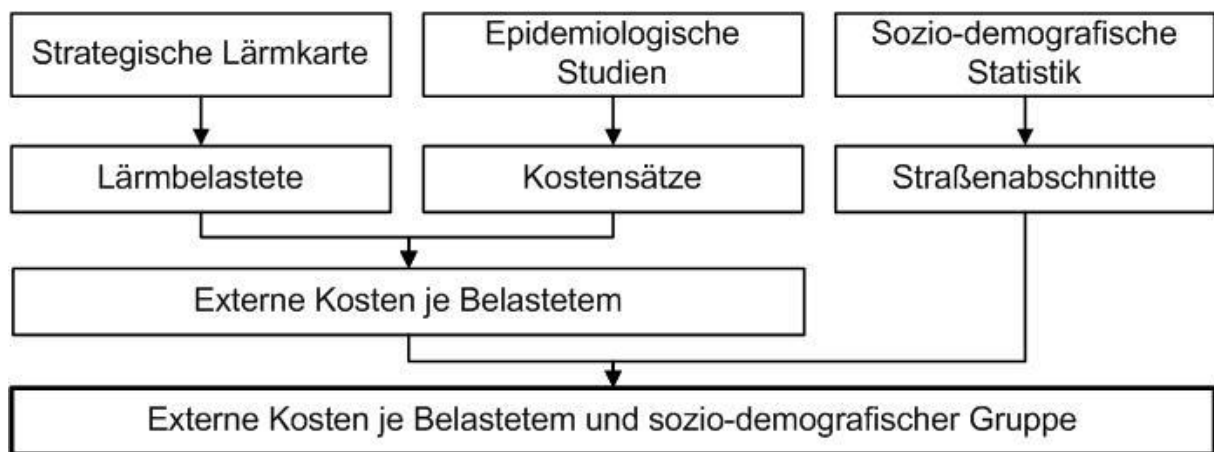 Strategische Lärmkarte
Epidemiologische
Studien
Sozio-demografische
Statistik
Lärmbelastete
Kostensätze
Straßenabschnitte
Externe Kosten je Belastetem
Externe Kosten je Belastetem und sozio-demografischer Gruppe